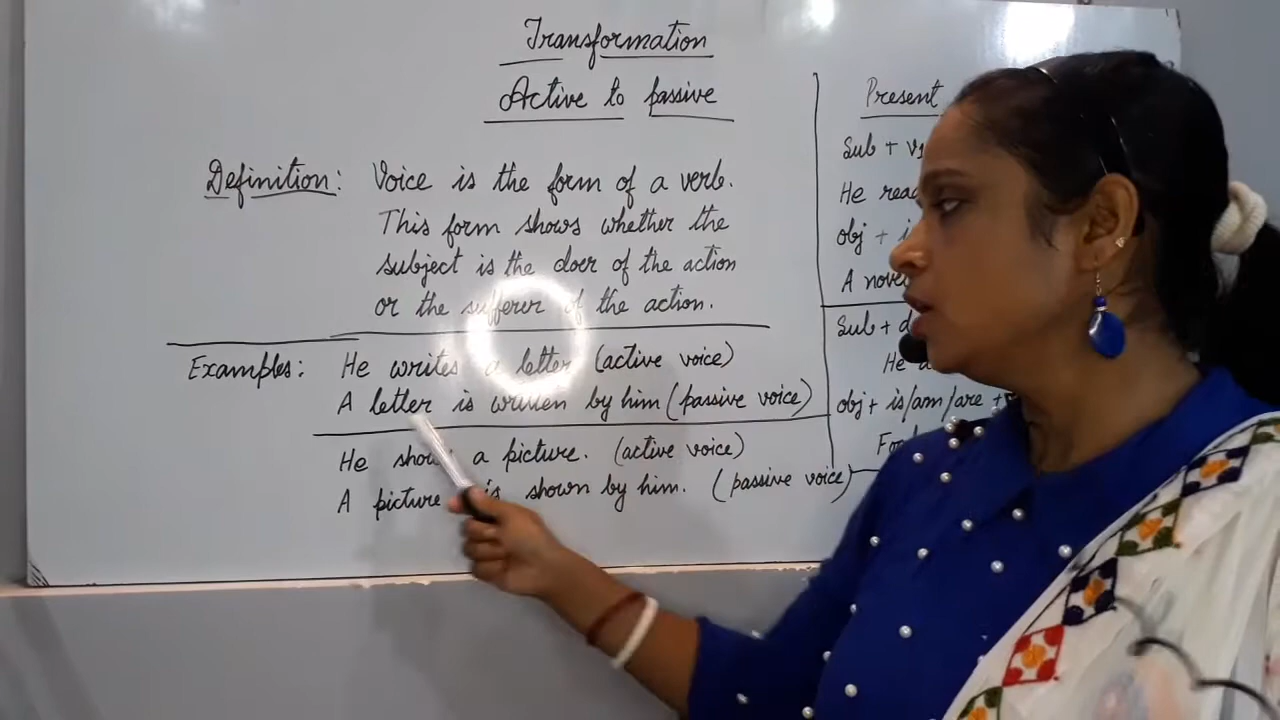 Transformation
Active to passive
Definition: Voice is the form of a verb.
This form shows whether the
subject is the doer of the action
or the sufferer of the action.
Examples: He writes a letter (active voice)
A letter is written by him (passive voice)
He shows a picture. (active voice)
A picture is shown by him. (passive voice)
Present
Sub + V1
He
obj +
A
Sub +
He
obj + is/am/are +